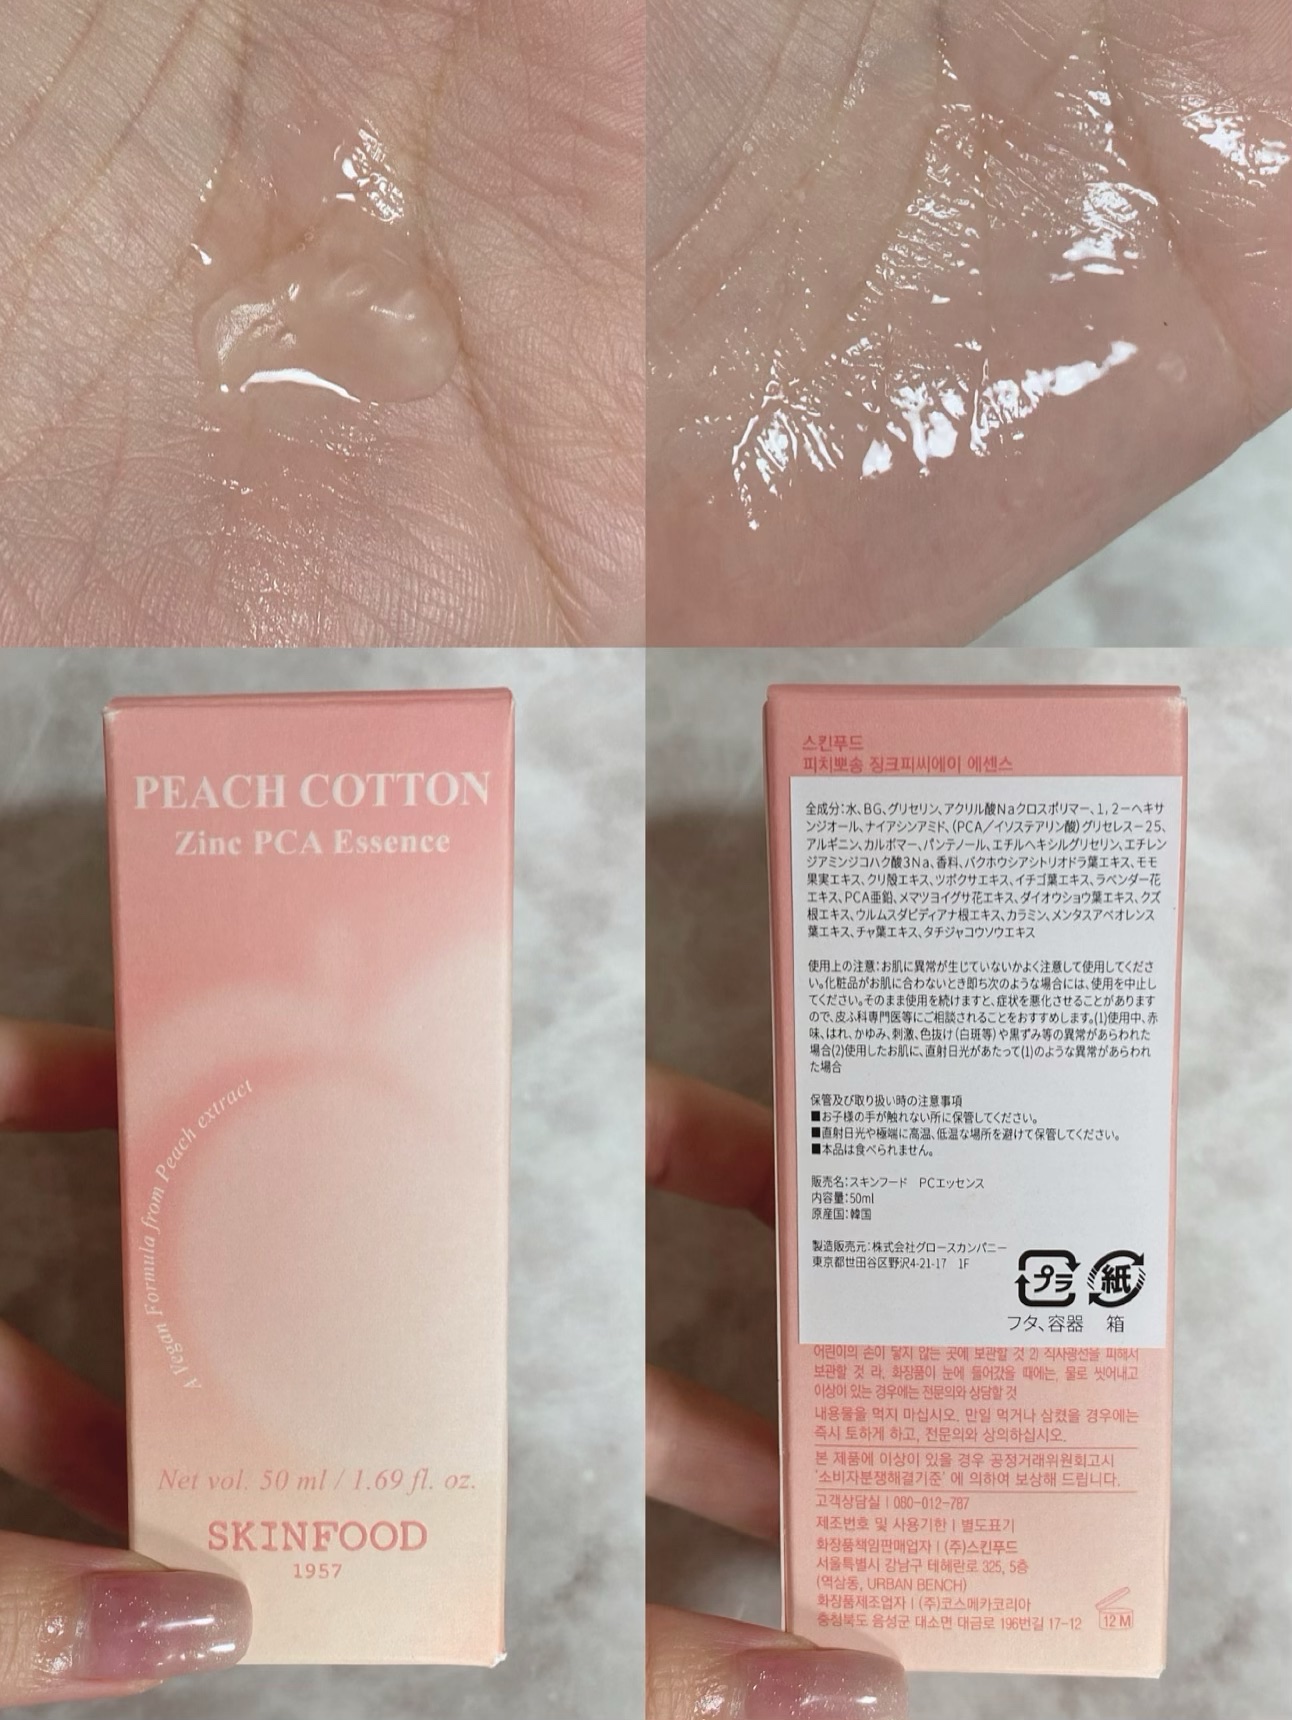 PEACH COTTON
Zinc PCA Essence
A Vegan Formula from Peach extract
Net vol. 50 ml / 1.69 fl. oz.
SKINFOOD
1957
스킨푸드
피치뽀송 징크피씨에이 에센스
全成分：水、BG、グリセリン、アクリル酸Naクロスポリマー、1，2ーヘキサ
ンジオール、ナイアシンアミド、（PCA／イソステアリン酸）グリセレスー25、
アルギニン、カルボマー、パンテノール、エチルヘキシルグリセリン、エチレン
ジアミンジコハク酸3Na、香料、バクホウシアシトリオドラ葉エキス、モモ
果実エキス、クリ殻エキス、ツボクサエキス、イチゴ葉エキス、ラベンダー花
エキス、PCA亜鉛、メマツヨイグサ花エキス、ダイオウショウ葉エキス、クズ
根エキス、ウルムスダビディアナ根エキス、カラミン、メンタスアベオレンス
葉エキス、チャ葉エキス、タチジャコウソウエキス
使用上の注意：お肌に異常が生じていないかよく注意して使用してくださ
い。化粧品がお肌に合わないとき即ち次のような場合には、使用を中止し
てください。そのまま使用を続けますと、症状を悪化させることがあります
ので、皮ふ科専門医等にご相談されることをおすすめします。(1)使用中、赤
味、はれ、かゆみ、刺激、色抜け（白斑等）や黒ずみ等の異常があらわれた
場合(2)使用したお肌に、直射日光があたって(1)のような異常があらわれ
た場合
保管及び取り扱い時の注意事項
■お子様の手が触れない所に保管してください。
■直射日光や極端に高温、低温な場所を避けて保管してください。
■本品は食べられません。
販売名：スキンフード　PCエッセンス
内容量：50ml
原産国：韓国
製造販売元：株式会社グロースカンパニー
東京都世田谷区野沢4-21-17　1F
プラ 紙
フタ、容器 箱
어린이의 손이 닿지 않는 곳에 보관할 것 2) 직사광선을 피해서
보관할 것 라. 화장품이 눈에 들어갔을 때에는, 물로 씻어내고
이상이 있는 경우에는 전문의와 상담할 것
내용물을 먹지 마십시오. 만일 먹거나 삼켰을 경우에는
즉시 토하게 하고, 전문의와 상의하십시오.
본 제품에 이상이 있을 경우 공정거래위원회고시
'소비자분쟁해결기준' 에 의하여 보상해 드립니다.
고객상담실 | 080-012-787
제조번호 및 사용기한 | 별도표기
화장품책임판매업자 | (주)스킨푸드
서울특별시 강남구 테헤란로 325, 5층
(역삼동, URBAN BENCH)
화장품제조업자 | (주)코스메카코리아
충청북도 음성군 대소면 대금로 196번길 17-12
12 M